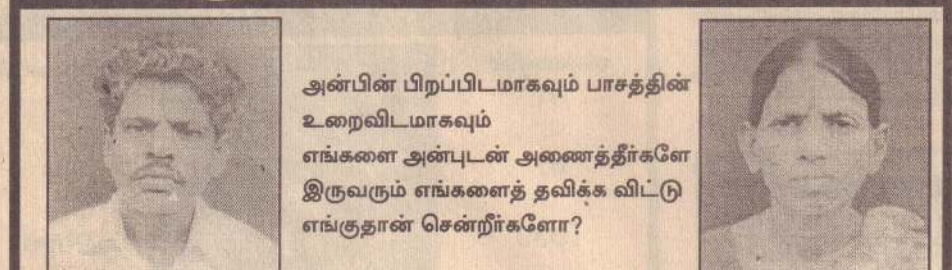 அன்பின் பிறப்பிடமாகவும் பாசத்தின்
உறைவிடமாகவும்
எங்களை அன்புடன் அணைத்தீர்களே
இருவரும் எங்களைத் தவிக்க விட்டு
எங்குதான் சென்றீர்களோ?